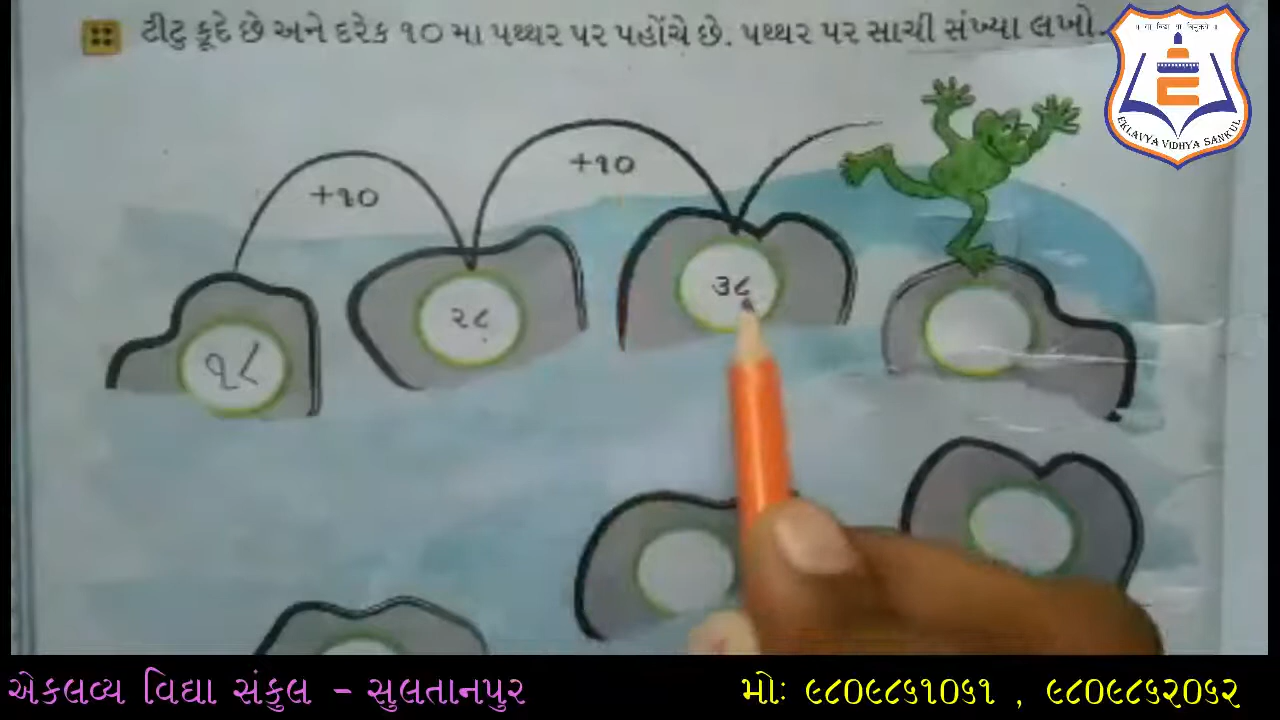 ટીટુ કૂદે છે અને દરેક ૧૦ મા પથ્થર પર પહોંચે છે. પથ્થર પર સાચી સંખ્યા લખો.
॥ सा विद्या या विमुक्तये ॥
EKLAVYA VIDHYA SANKUL
+૧૦
+૧૦
૧૮
૨૮
૩૮
એકલવ્ય વિદ્યા સંકુલ - સુલતાનપુર
મોઃ ૯૮૦૯૮૬૧૦૬૧ , ૯૮૦૯૮૬૨૦૬૨